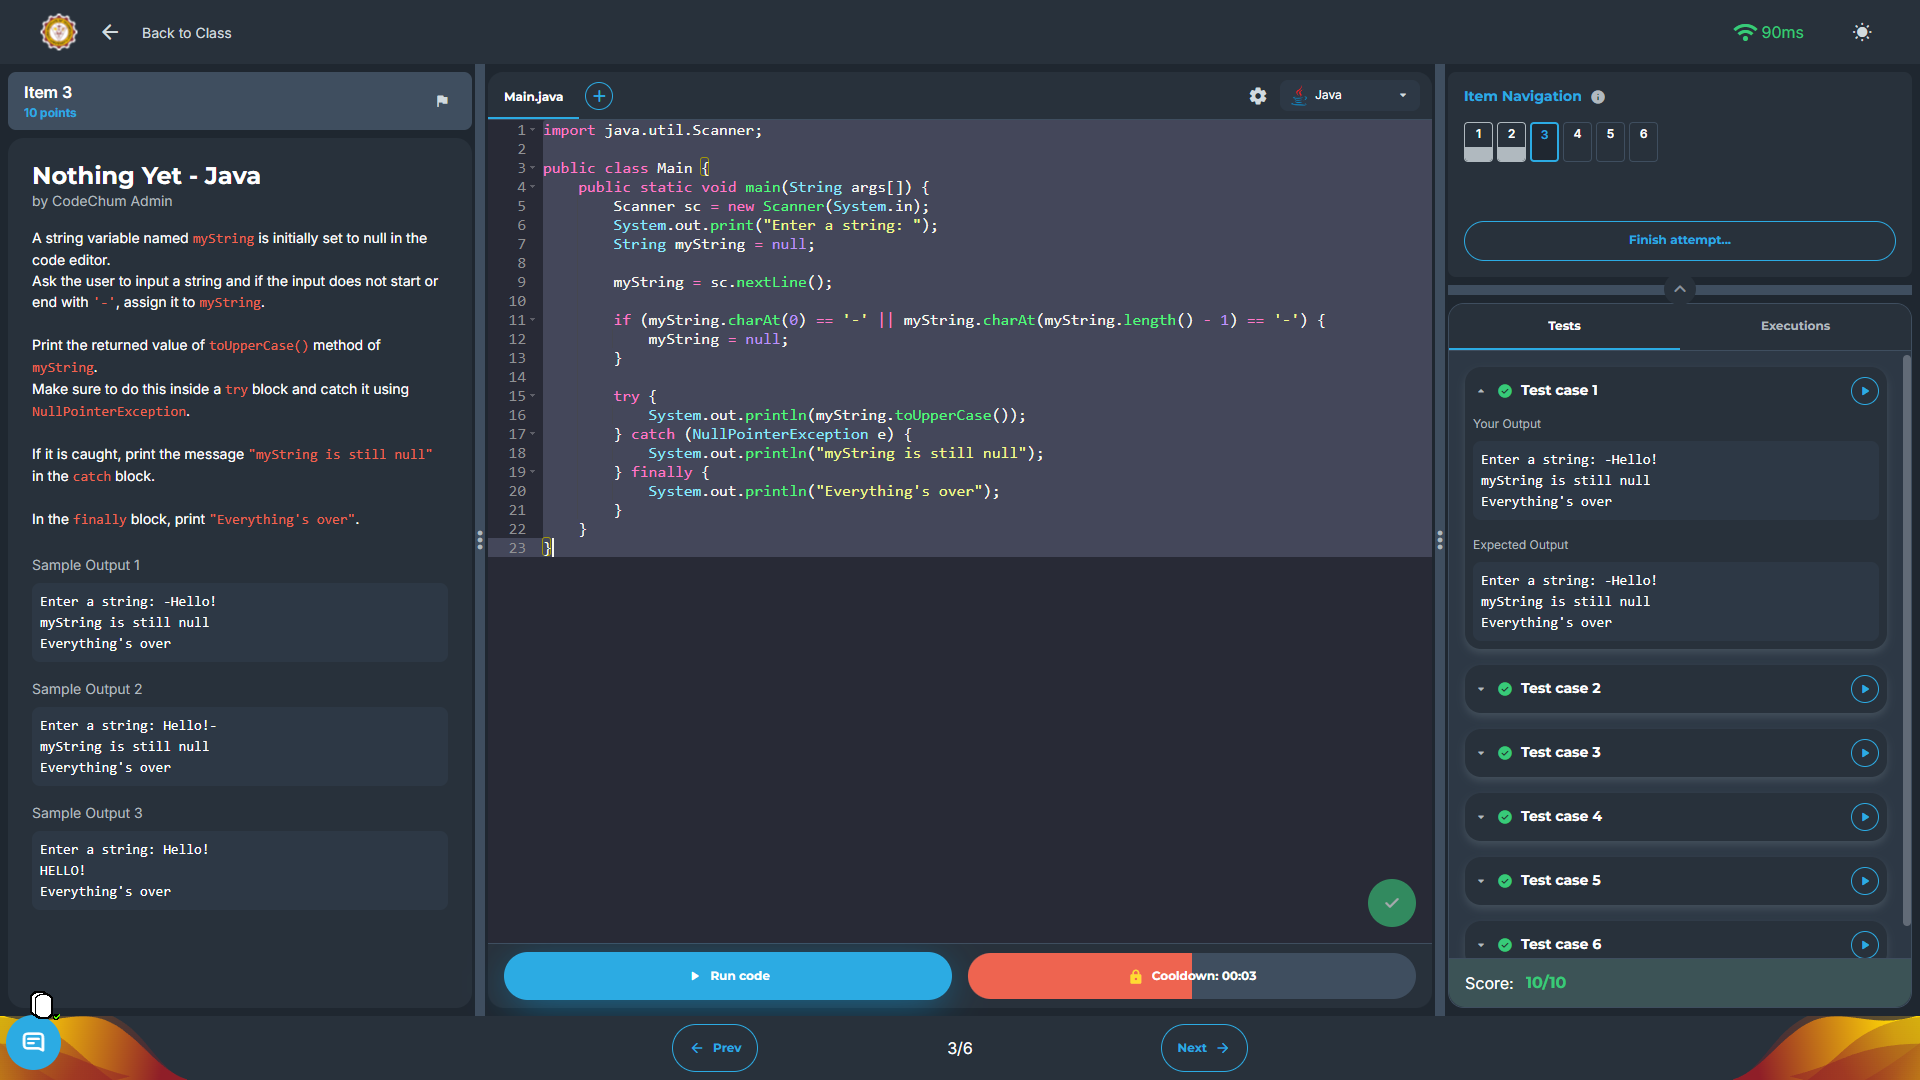 Back to Class
90ms
Item 3
10 points
Nothing Yet - Java
by CodeChum Admin
A string variable named myString is initially set to null in the
code editor.
Ask the user to input a string and if the input does not start or
end with '-', assign it to myString.
Print the returned value of toUpperCase() method of
myString.
Make sure to do this inside a try block and catch it using
NullPointerException.
If it is caught, print the message "myString is still null"
in the catch block.
In the finally block, print "Everything's over".
Sample Output 1
Enter a string: -Hello!
myString is still null
Everything's over
Sample Output 2
Enter a string: Hello!-
myString is still null
Everything's over
Sample Output 3
Enter a string: Hello!
HELLO!
Everything's over
Main.java
Java
1 import java.util.Scanner;
2
3 public class Main {
4     public static void main(String args[]) {
5         Scanner sc = new Scanner(System.in);
6         System.out.print("Enter a string: ");
7         String myString = null;
8
9         myString = sc.nextLine();
10
11         if (myString.charAt(0) == '-' || myString.charAt(myString.length() - 1) == '-') {
12             myString = null;
13         }
14
15         try {
16             System.out.println(myString.toUpperCase());
17         } catch (NullPointerException e) {
18             System.out.println("myString is still null");
19         } finally {
20             System.out.println("Everything's over");
21         }
22     }
23 }
Run code
Cooldown: 00:03
Prev
3/6
Next
Item Navigation
1 2 3 4 5 6
Finish attempt...
Tests
Executions
Test case 1
Your Output
Enter a string: -Hello!
myString is still null
Everything's over
Expected Output
Enter a string: -Hello!
myString is still null
Everything's over
Test case 2
Test case 3
Test case 4
Test case 5
Test case 6
Score: 10/10